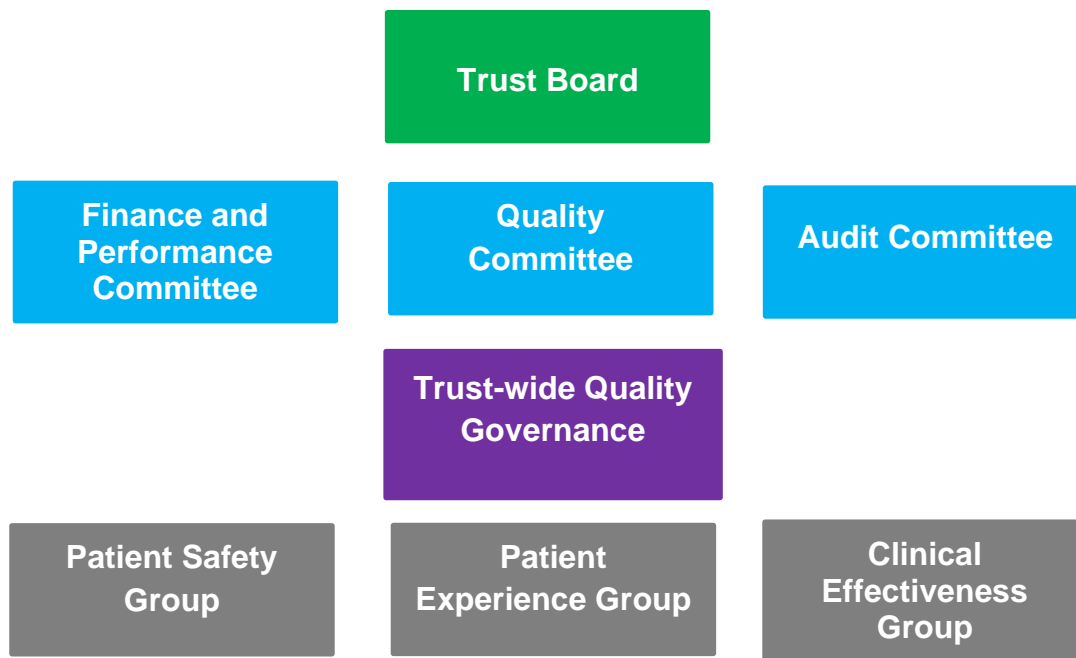 Trust Board
Finance and
Performance
Committee
Quality
Committee
Audit Committee
Trust-wide Quality
Governance
Patient Safety
Group
Patient
Experience Group
Clinical
Effectiveness
Group